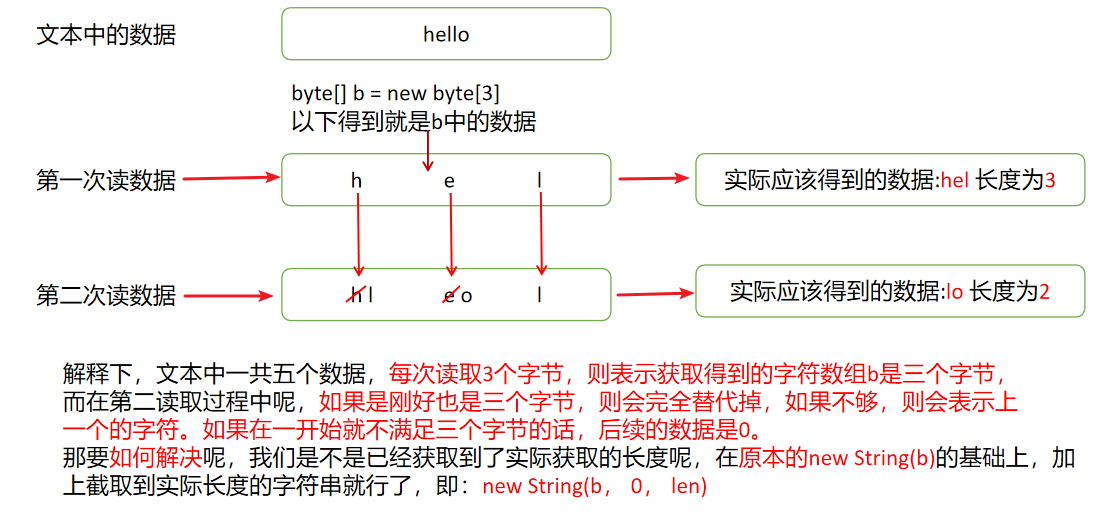 文本中的数据
hello
byte[] b = new byte[3]
以下得到就是b中的数据
第一次读数据
h e l
实际应该得到的数据:hel 长度为3
第二次读数据
h l e o l
实际应该得到的数据:lo 长度为2
解释下，文本中一共五个数据，每次读取3个字节，则表示获取得到的字符数组b是三个字节，
而在第二读取过程中呢，如果是刚好也是三个字节，则会完全替代掉，如果不够，则会表示上
一个的字符。如果在一开始就不满足三个字节的话，后续的数据是0。
那要如何解决呢，我们是不是已经获取到了实际获取的长度呢，在原本的new String(b)的基础上，加
上截取到实际长度的字符串就行了，即：new String(b， 0， len)